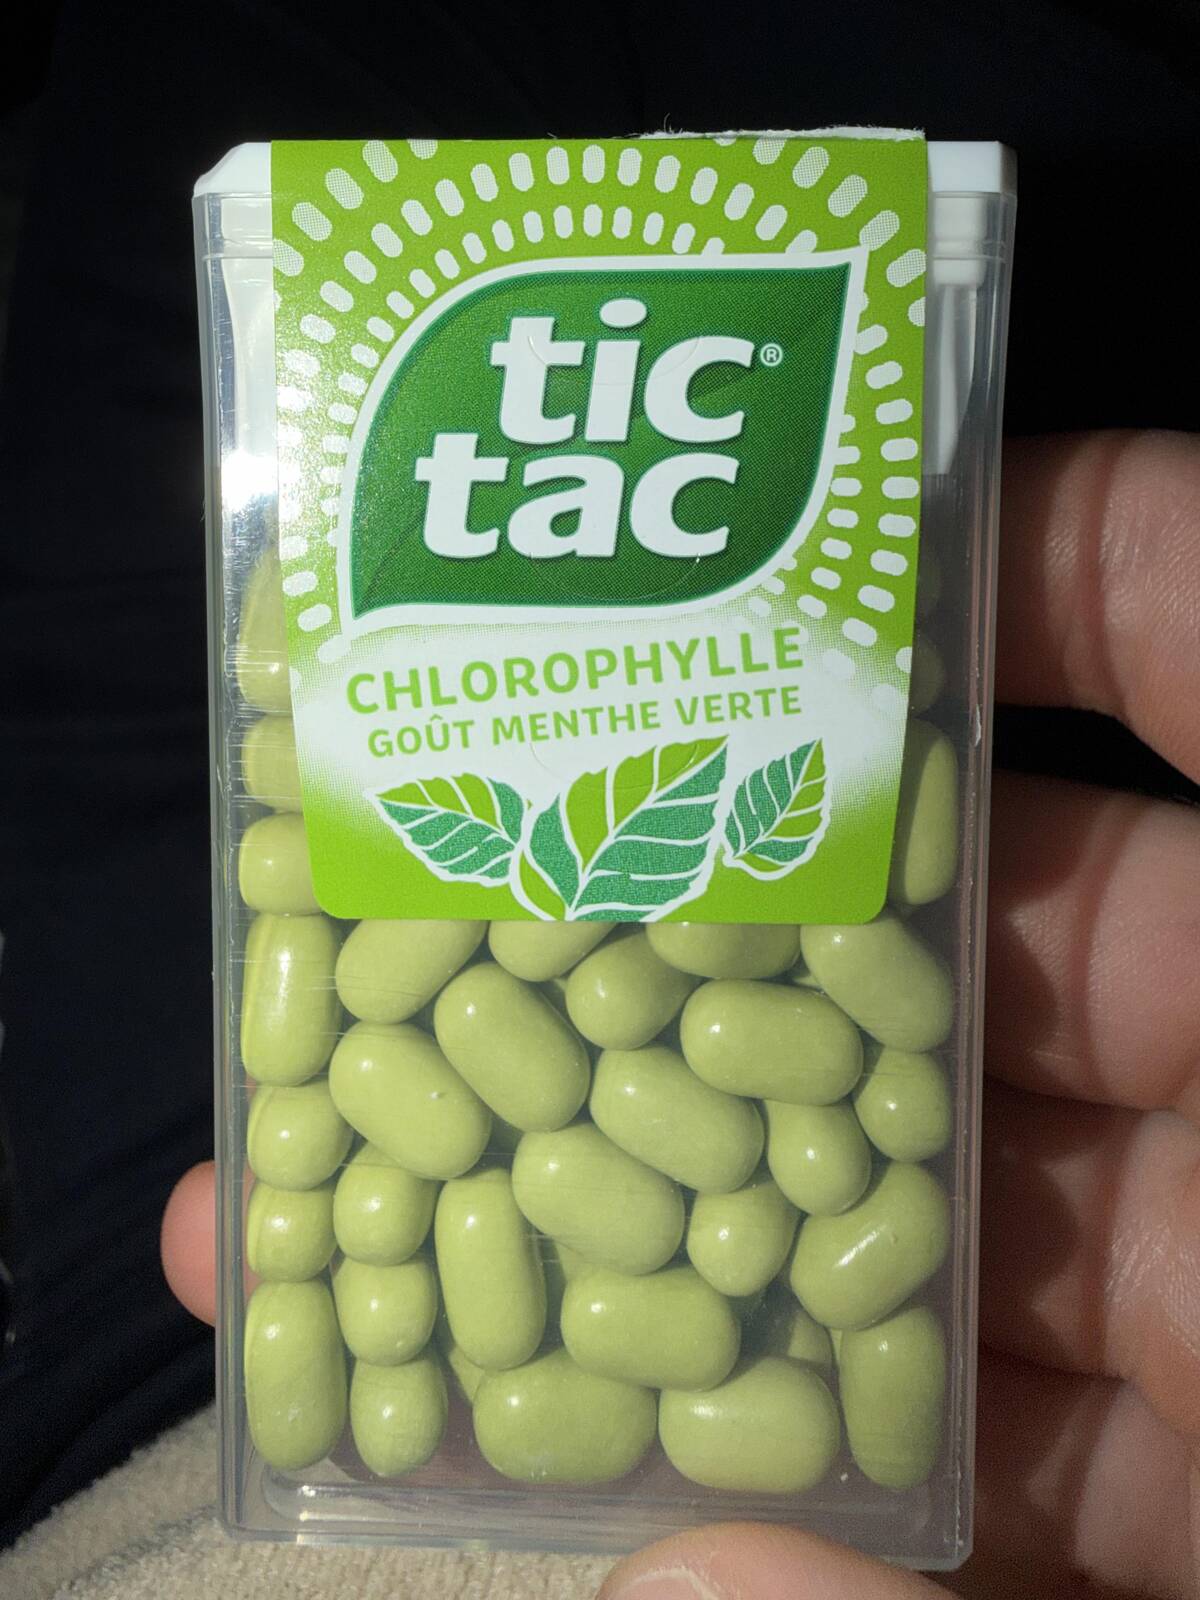 tic®
tac
CHLOROPHYLLE
GOÛT MENTHE VERTE